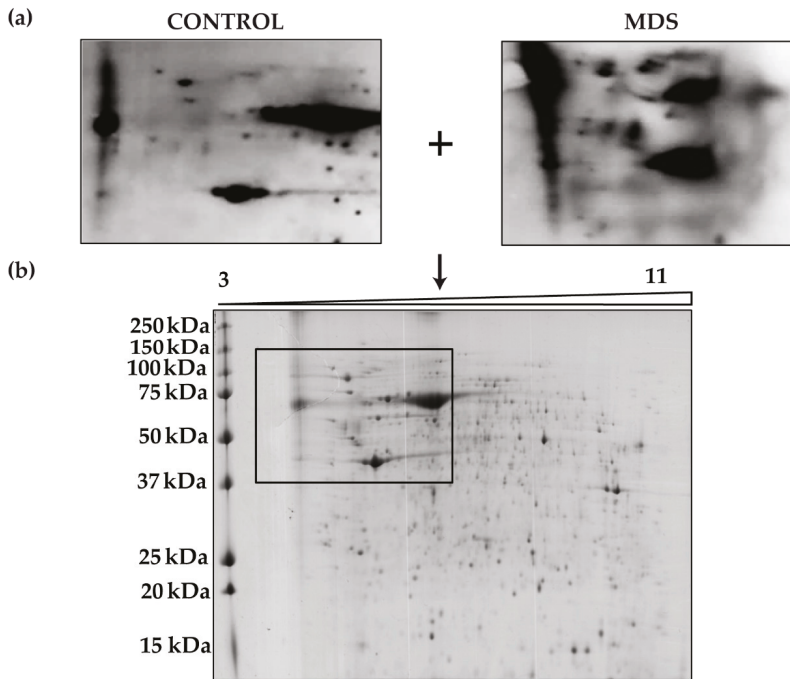 (a)
CONTROL
MDS
+
(b)
3
11
250 kDa
150 kDa
100 kDa
75 kDa
50 kDa
37 kDa
25 kDa
20 kDa
15 kDa